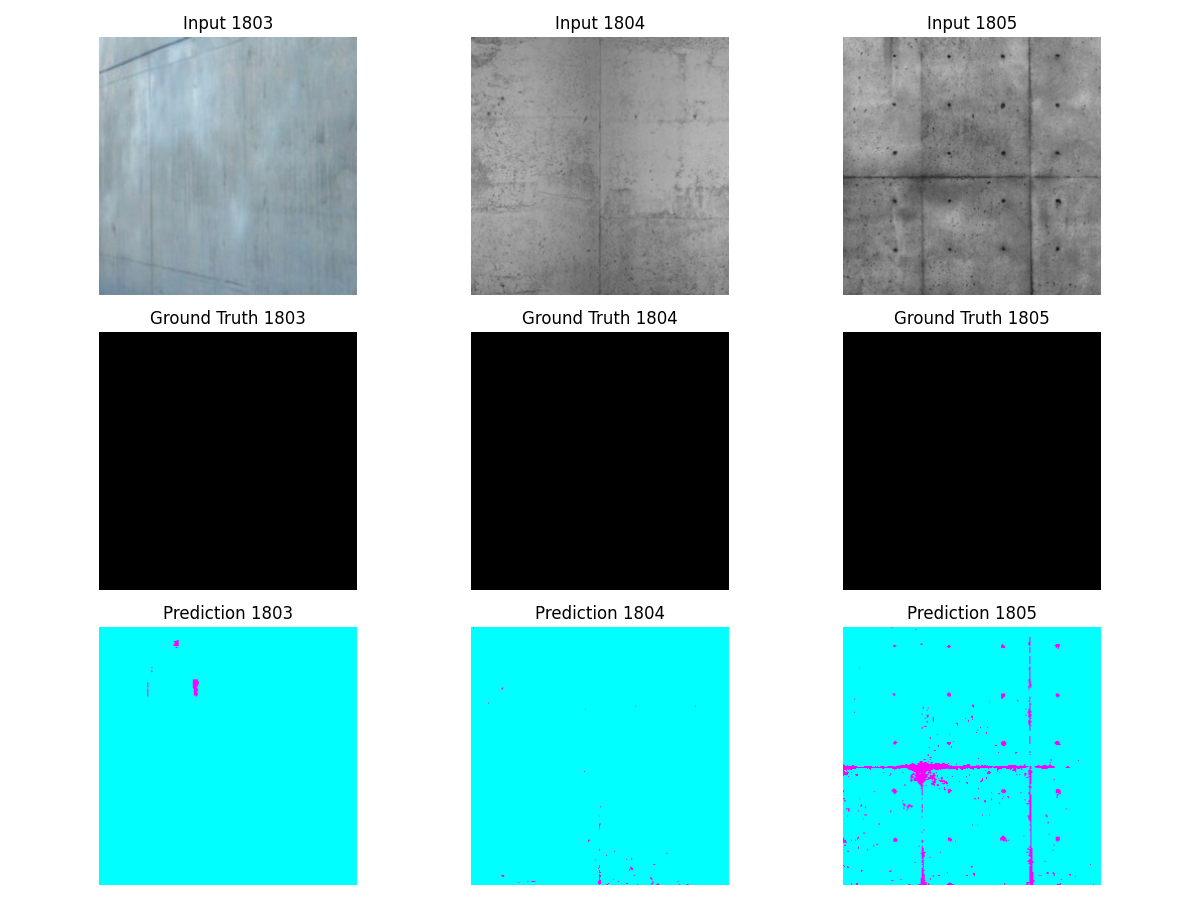 Input 1803
Input 1804
Input 1805
Ground Truth 1803
Ground Truth 1804
Ground Truth 1805
Prediction 1803
Prediction 1804
Prediction 1805